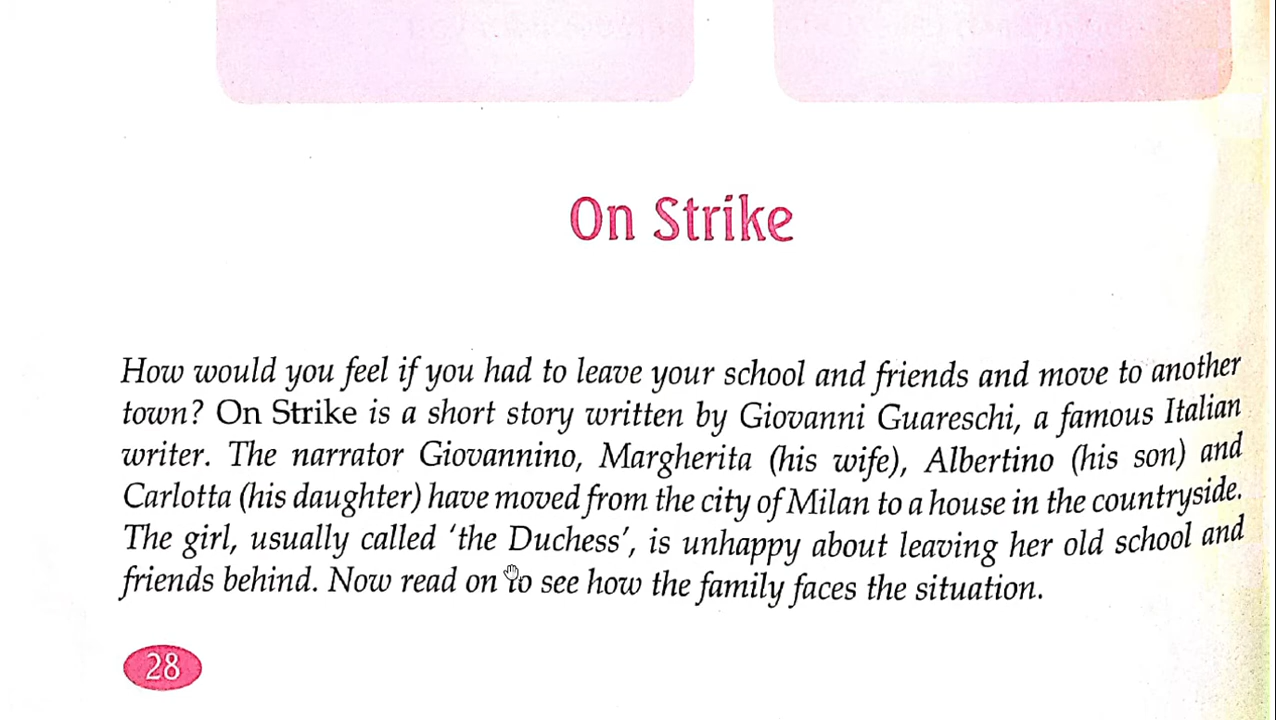 On Strike
How would you feel if you had to leave your school and friends and move to another
town? On Strike is a short story written by Giovanni Guareschi, a famous Italian
writer. The narrator Giovannino, Margherita (his wife), Albertino (his son) and
Carlotta (his daughter) have moved from the city of Milan to a house in the countryside.
The girl, usually called ‘the Duchess’, is unhappy about leaving her old school and
friends behind. Now read on to see how the family faces the situation.
28